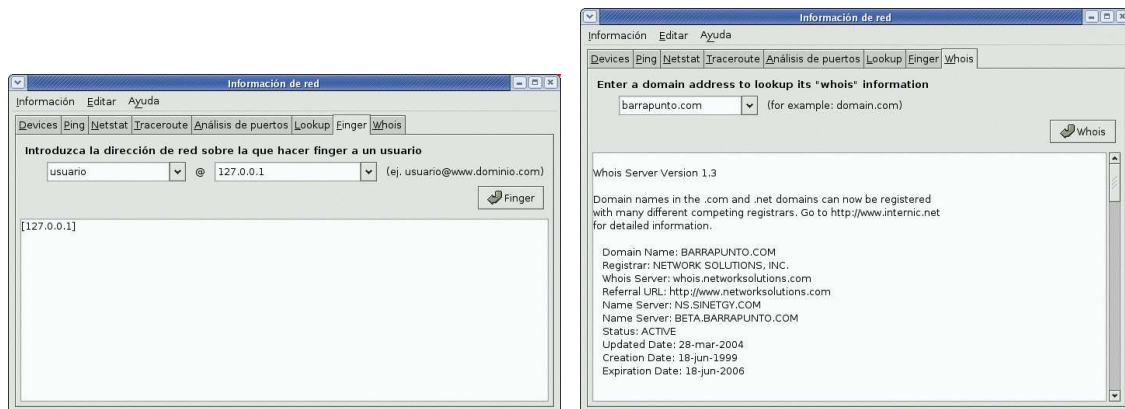 Información de red
Información Editar Ayuda
Devices Ping Netstat Traceroute Análisis de puertos Lookup Finger Whois
Introduzca la dirección de red sobre la que hacer finger a un usuario
usuario @ 127.0.0.1 (ej. usuario@www.dominio.com)
Finger
[127.0.0.1]
Información de red
Información Editar Ayuda
Devices Ping Netstat Traceroute Análisis de puertos Lookup Finger Whois
Enter a domain address to lookup its "whois" information
barrapunto.com (for example: domain.com)
Whois
Whois Server Version 1.3
Domain names in the .com and .net domains can now be registered
with many different competing registrars. Go to http://www.internic.net
for detailed information.
Domain Name: BARRAPUNTO.COM
Registrar: NETWORK SOLUTIONS, INC.
Whois Server: whois.networksolutions.com
Referral URL: http://www.networksolutions.com
Name Server: NS.SINETGY.COM
Name Server: BETA.BARRAPUNTO.COM
Status: ACTIVE
Updated Date: 28-mar-2004
Creation Date: 18-jun-1999
Expiration Date: 18-jun-2006